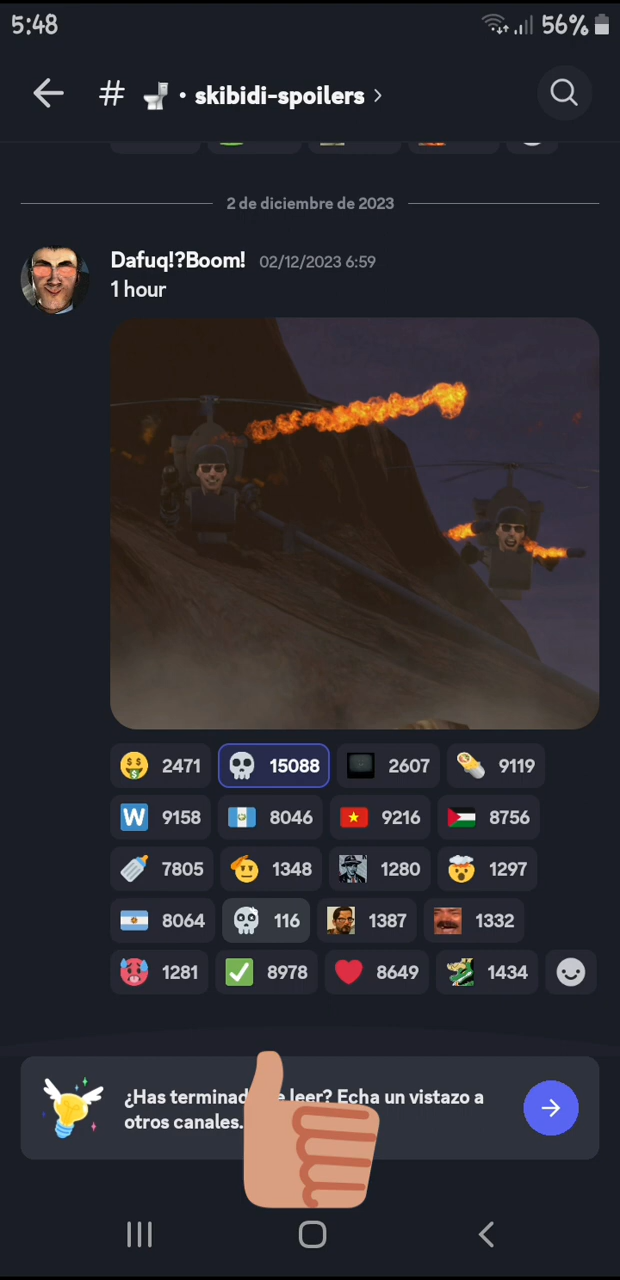 5:48
56%
# • skibidi-spoilers >
2 de diciembre de 2023
Dafuq!?Boom! 02/12/2023 6:59
1 hour
2471 15088 2607 9119
W 9158 8046 9216 8756
7805 1348 1280 1297
8064 116 1387 1332
1281 8978 8649 1434
¿Has leer? Echa un vistazo a
otros canales.